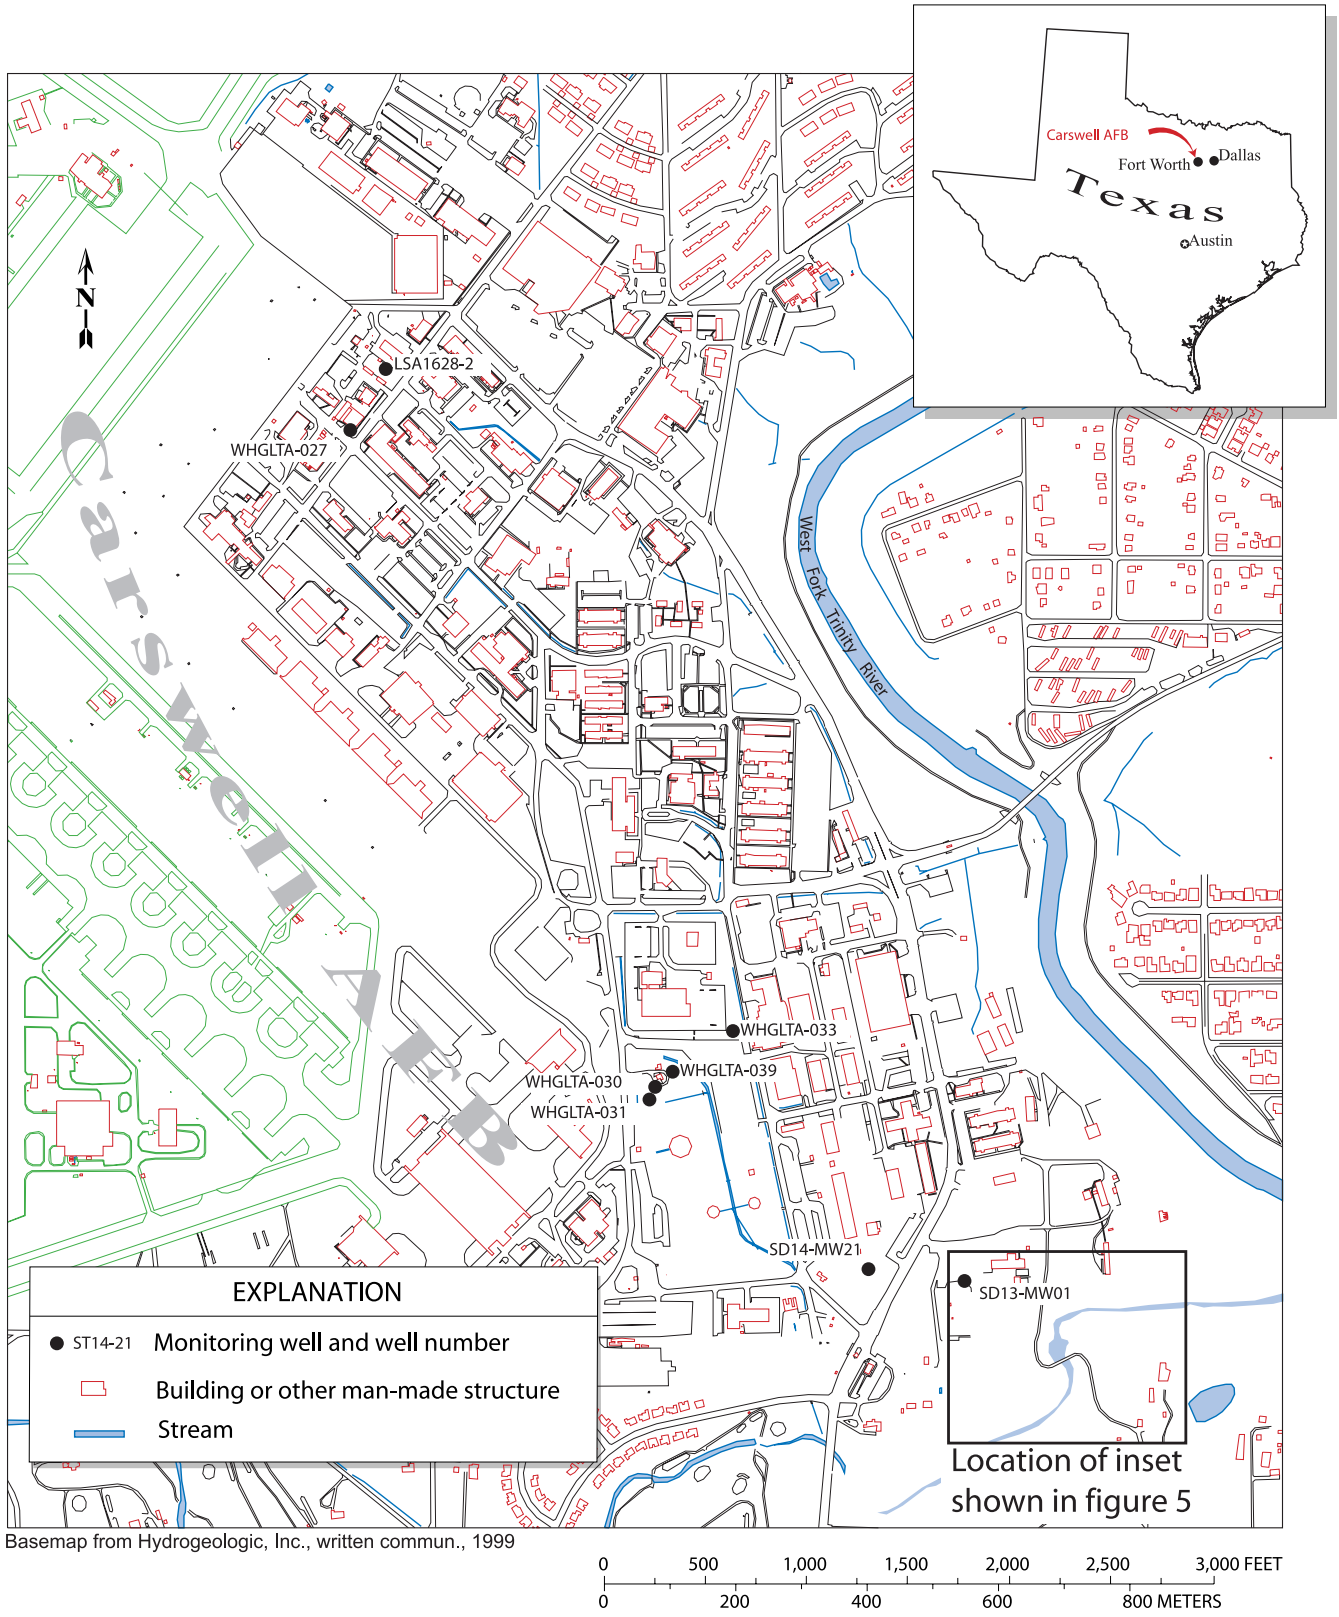 Carswell AFB
Fort Worth
Dallas
Texas
Austin
N
LSA1628-2
WHGLTA-027
Carswell AFB
West Fork Trinity River
WHGLTA-033
WHGLTA-039
WHGLTA-030
WHGLTA-031
SD14-MW21
SD13-MW01
EXPLANATION
ST14-21 Monitoring well and well number
Building or other man-made structure
Stream
Location of inset
shown in figure 5
Basemap from Hydrogeologic, Inc., written commun., 1999
0 500 1,000 1,500 2,000 2,500 3,000 FEET
0 200 400 600 800 METERS